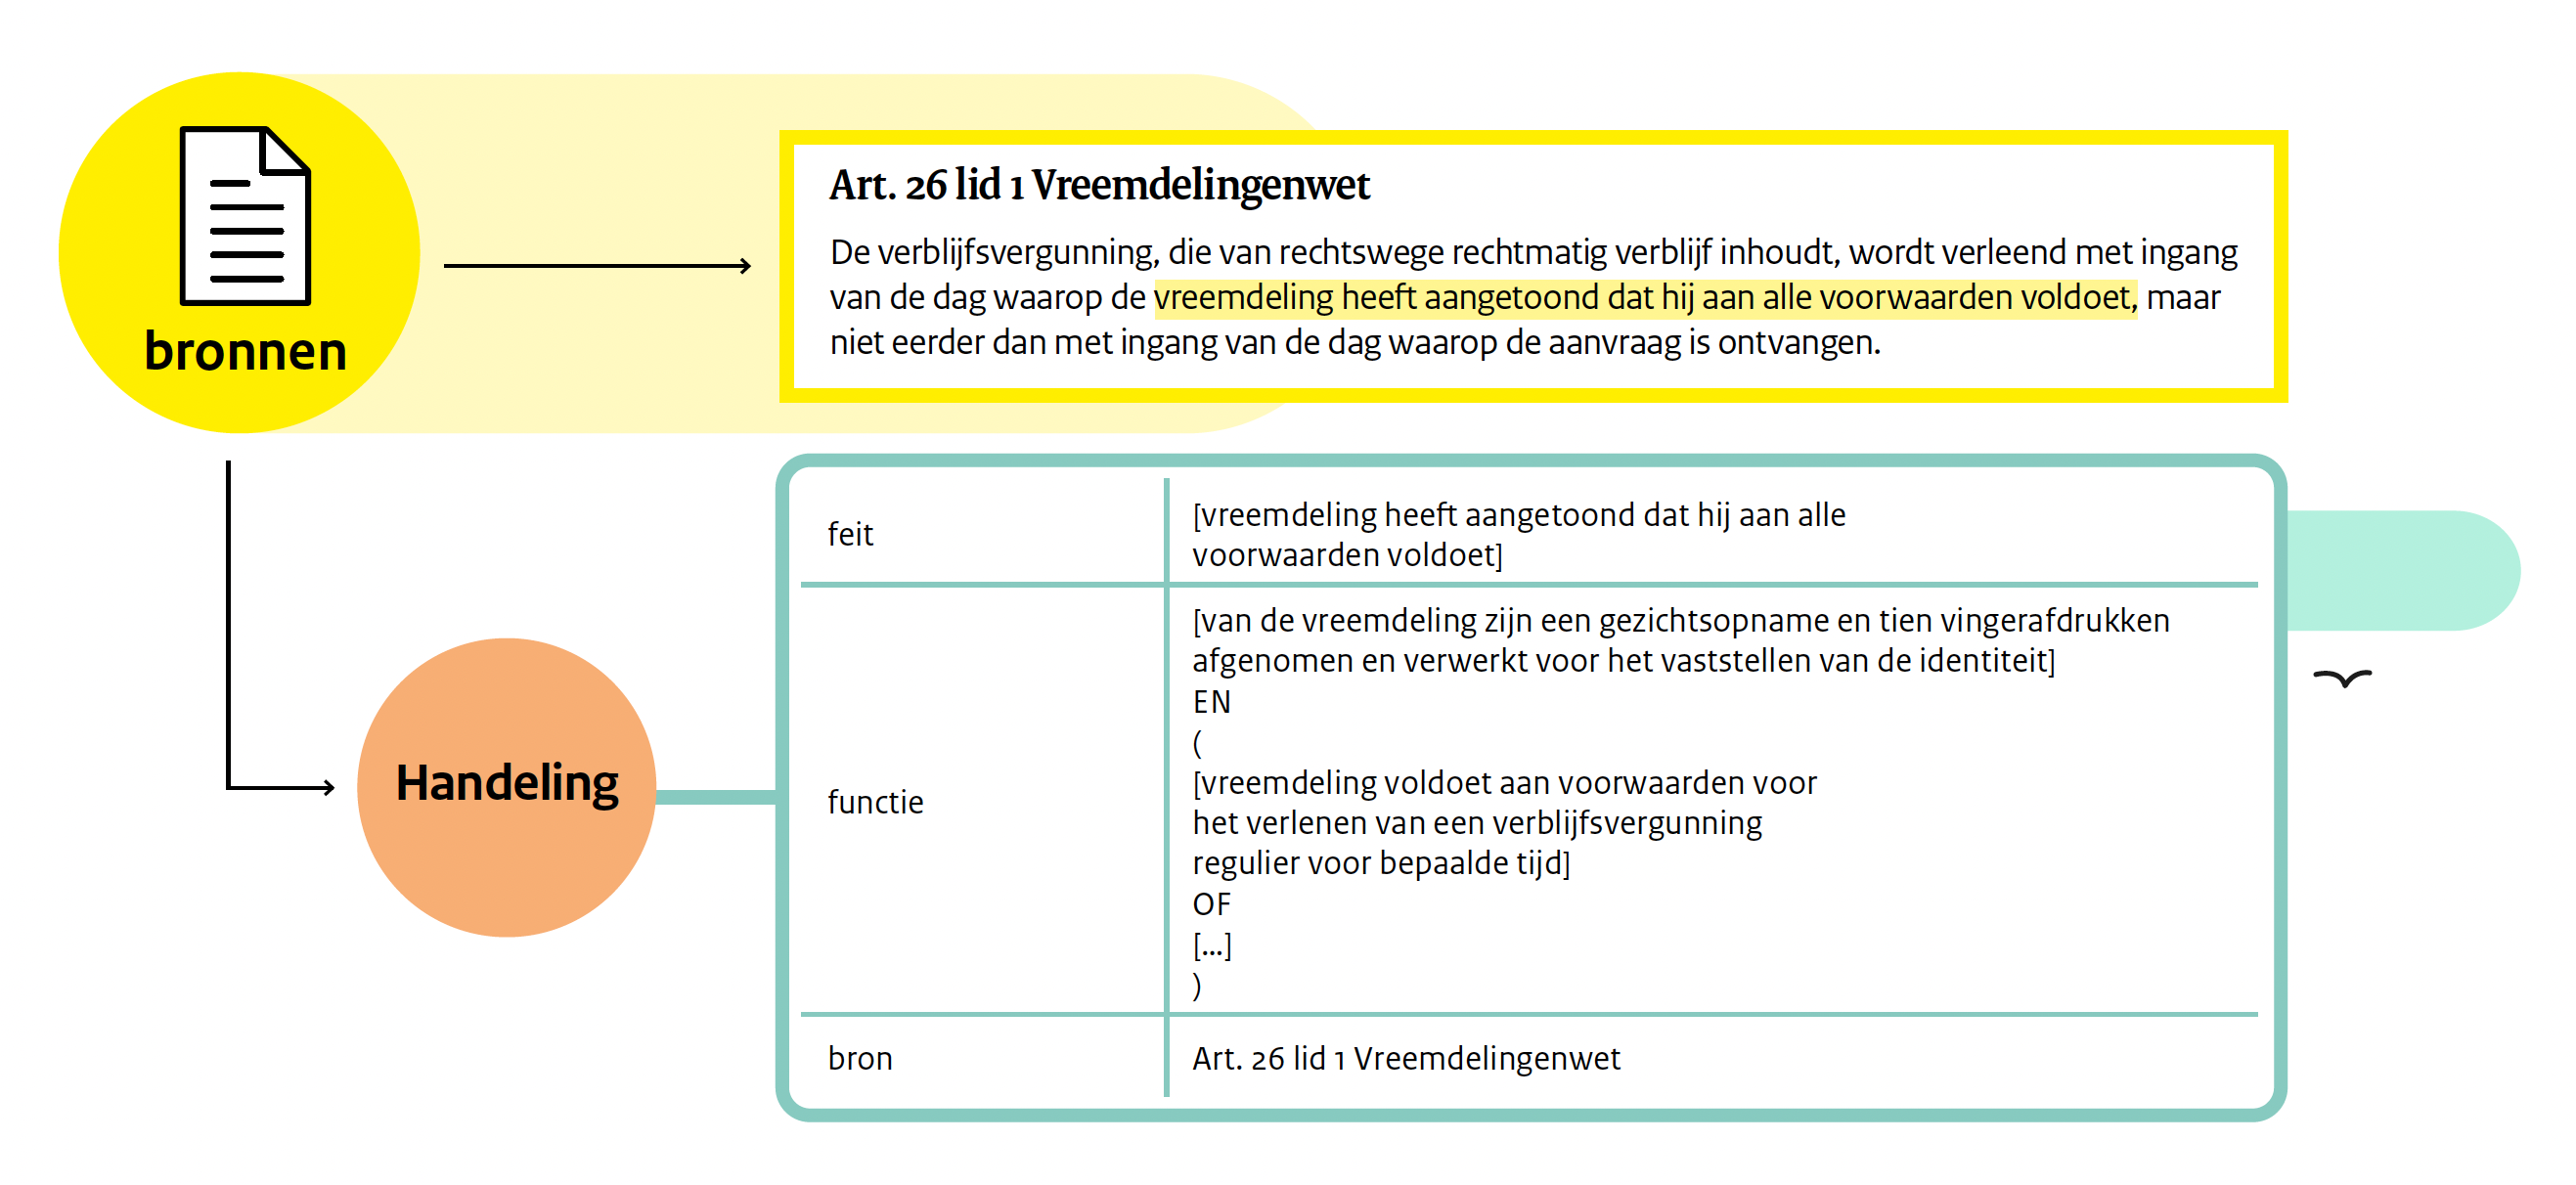 bronnen
Art. 26 lid 1 Vreemdelingenwet
De verblijfsvergunning, die van rechtswege rechtmatig verblijf inhoudt, wordt verleend met ingang
van de dag waarop de vreemdeling heeft aangetoond dat hij aan alle voorwaarden voldoet, maar
niet eerder dan met ingang van de dag waarop de aanvraag is ontvangen.
Handeling
feit
[vreemdeling heeft aangetoond dat hij aan alle
voorwaarden voldoet]
functie
[van de vreemdeling zijn een gezichtsopname en tien vingerafdrukken
afgenomen en verwerkt voor het vaststellen van de identiteit]
EN
(
[vreemdeling voldoet aan voorwaarden voor
het verlenen van een verblijfsvergunning
regulier voor bepaalde tijd]
OF
[...]
)
bron
Art. 26 lid 1 Vreemdelingenwet